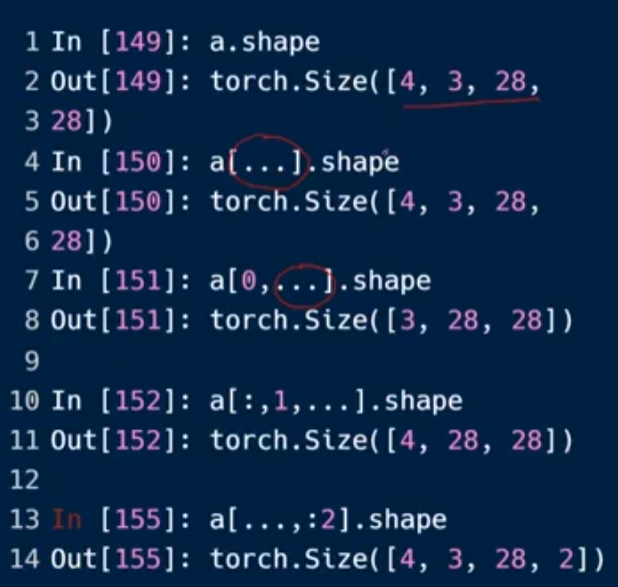 1 In [149]: a.shape
2 Out[149]: torch.Size([4, 3, 28,
3 28])
4 In [150]: a[...].shape
5 Out[150]: torch.Size([4, 3, 28,
6 28])
7 In [151]: a[0,...].shape
8 Out[151]: torch.Size([3, 28, 28])
9
10 In [152]: a[:,1,...].shape
11 Out[152]: torch.Size([4, 28, 28])
12
13 In [155]: a[...,:2].shape
14 Out[155]: torch.Size([4, 3, 28, 2])